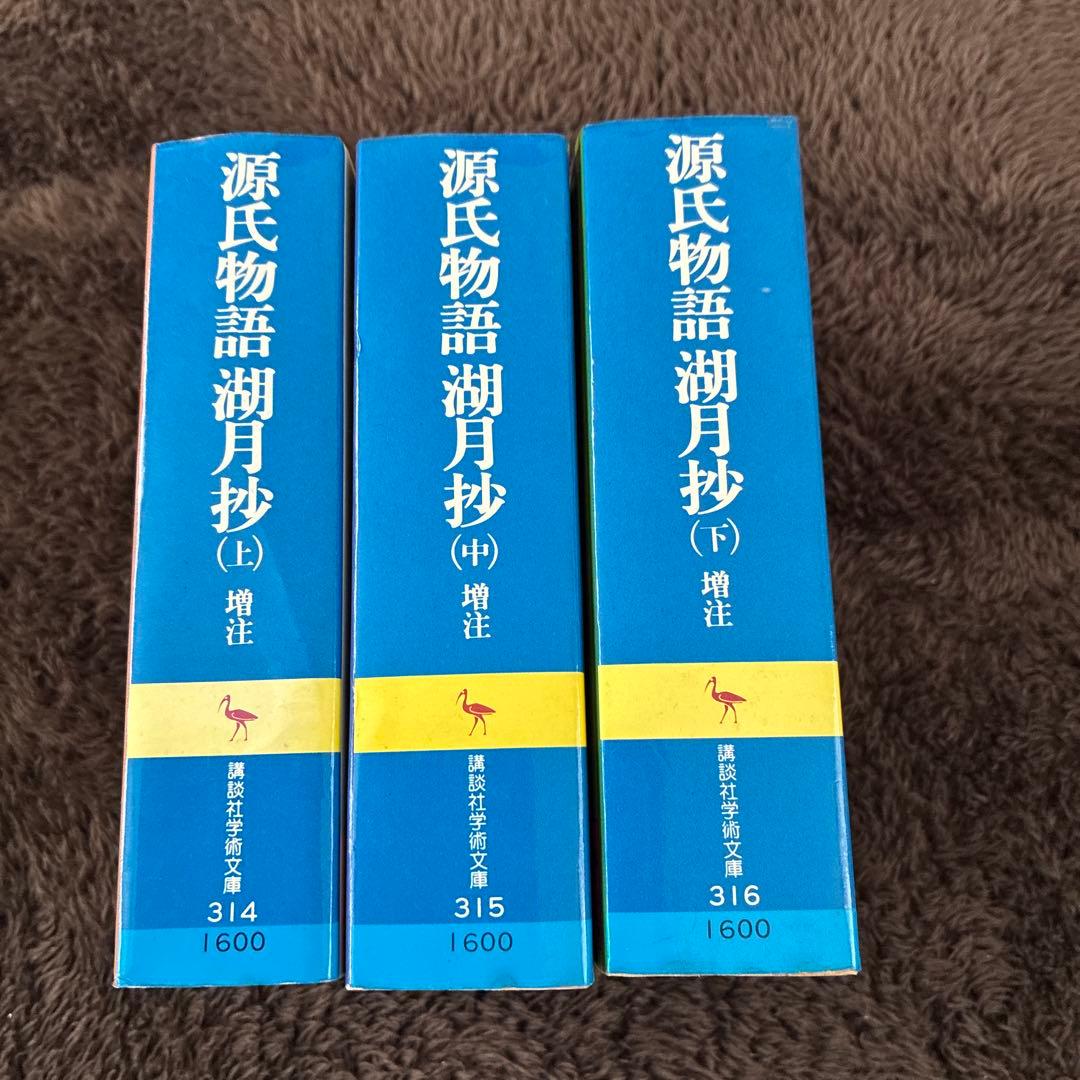 源氏物語 湖月抄(上) 増注
講談社学術文庫
314
1600
源氏物語 湖月抄(中) 増注
講談社学術文庫
315
1600
源氏物語 湖月抄(下) 増注
講談社学術文庫
316
1600